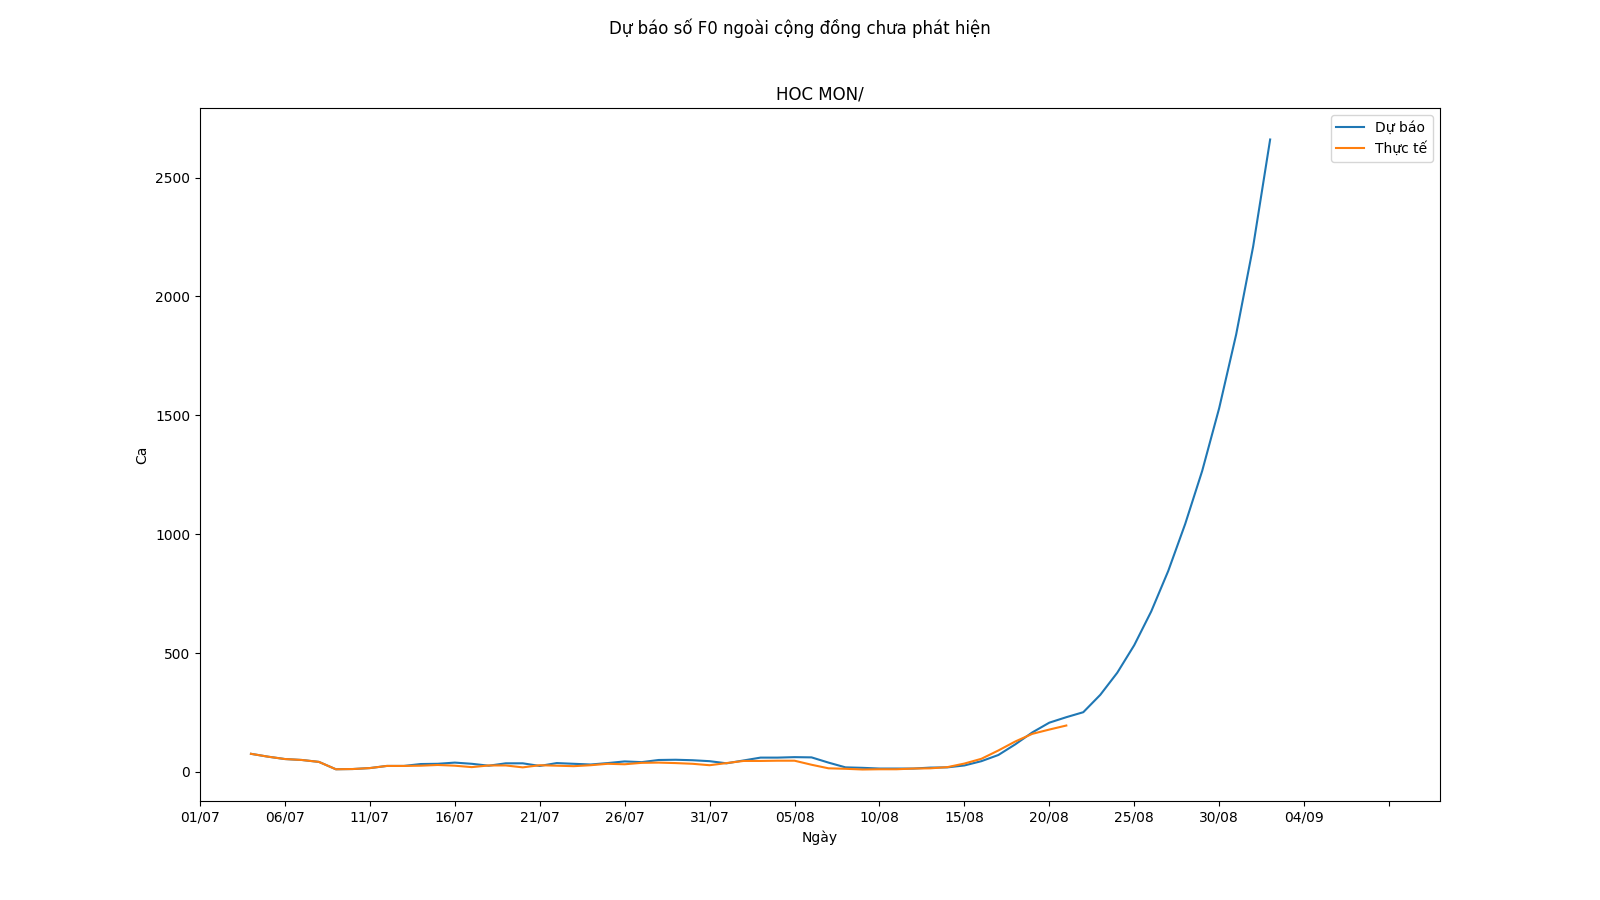 Dự báo số F0 ngoài cộng đồng chưa phát hiện
HOC MON/
Dự báo
Thực tế
2500
2000
1500
1000
500
0
Ca
01/07 06/07 11/07 16/07 21/07 26/07 31/07 05/08 10/08 15/08 20/08 25/08 30/08 04/09
Ngày